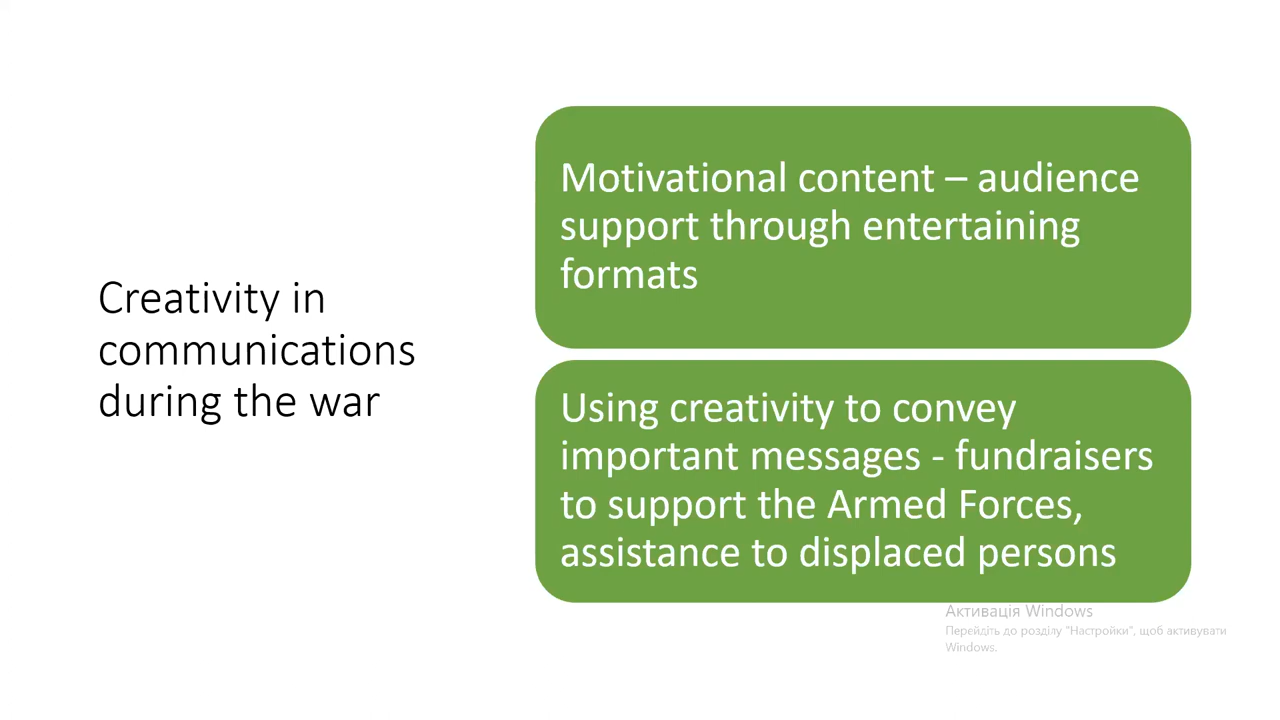 Creativity in
communications
during the war
Motivational content – audience
support through entertaining
formats
Using creativity to convey
important messages - fundraisers
to support the Armed Forces,
assistance to displaced persons
Активація Windows
Перейдіть до розділу "Настройки", щоб активувати
Windows.